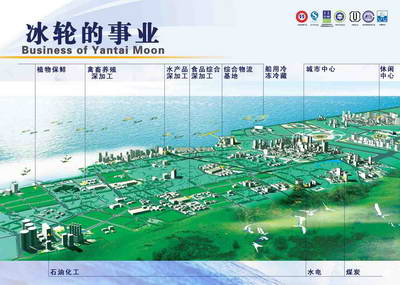 冰轮的事业
Business of Yantai Moon
植物保鲜
禽畜养殖
深加工
水产品
深加工
食品综合
深加工
综合物流
基地
船用冷
冻冷藏
城市中心
休闲
中心
石油化工
水电
煤炭